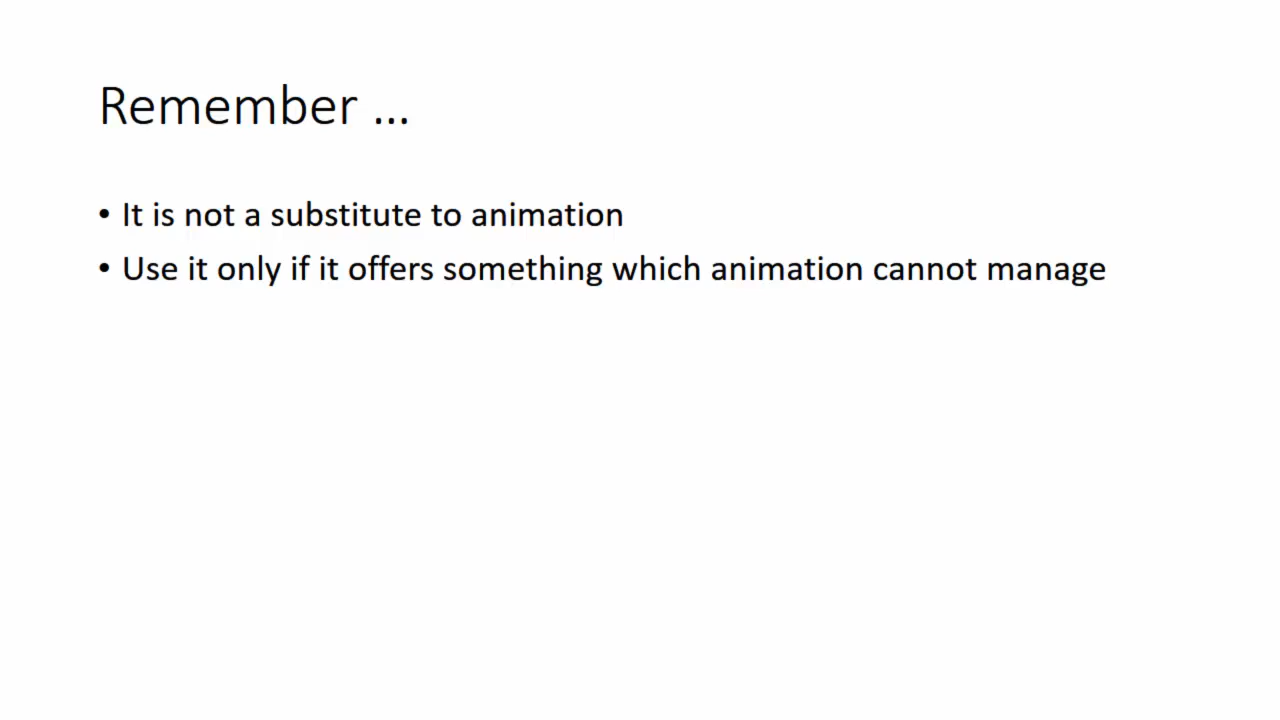 Remember ...
• It is not a substitute to animation
• Use it only if it offers something which animation cannot manage